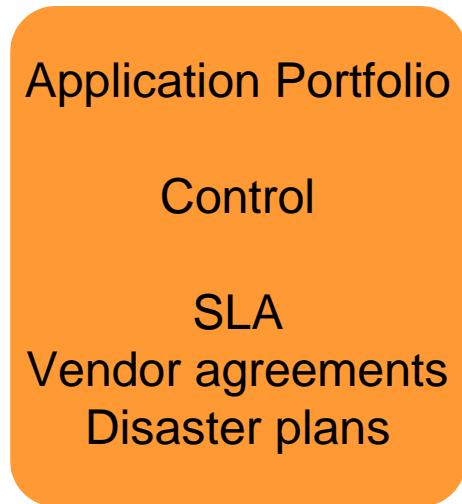 Application Portfolio
Control
SLA
Vendor agreements
Disaster plans